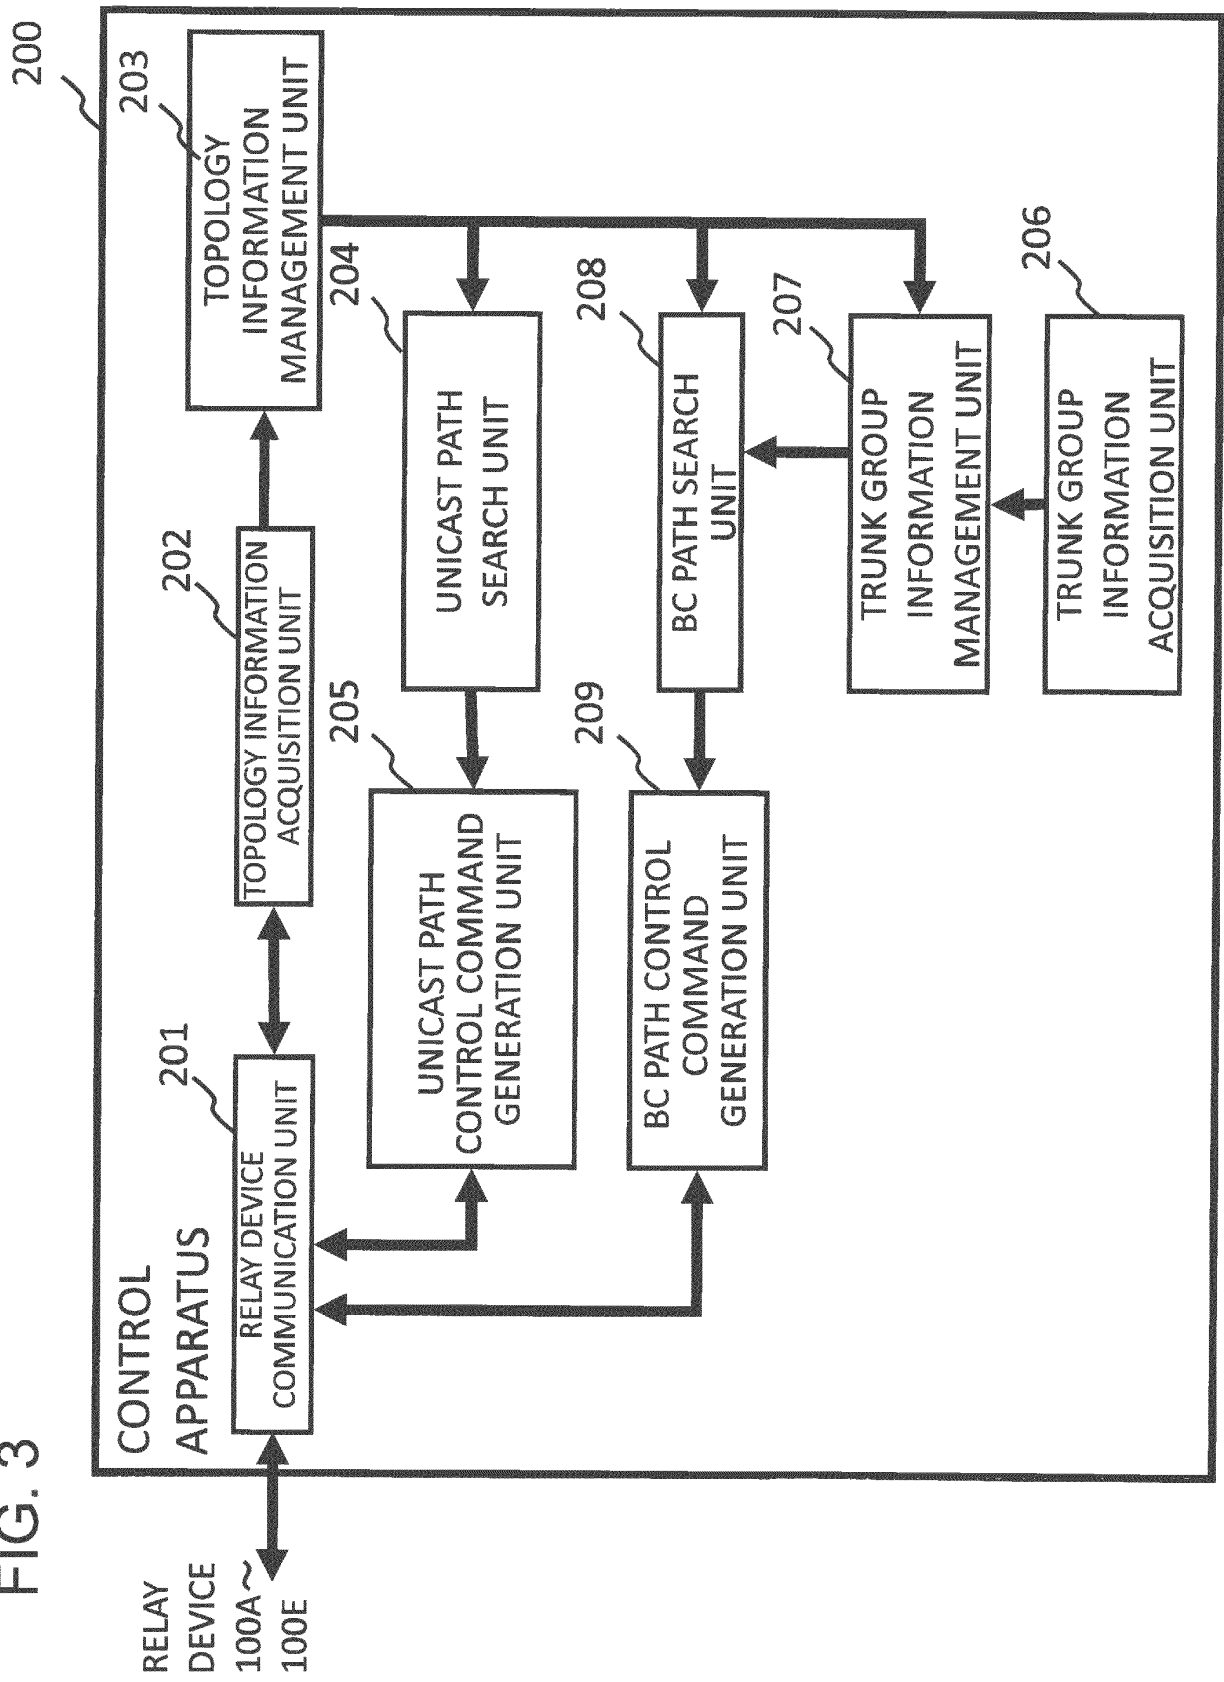 FIG. 3
200
CONTROL
APPARATUS
RELAY
DEVICE
100A～
100E
201
RELAY DEVICE
COMMUNICATION UNIT
202
TOPOLOGY INFORMATION
ACQUISITION UNIT
203
TOPOLOGY
INFORMATION
MANAGEMENT UNIT
205
UNICAST PATH
CONTROL COMMAND
GENERATION UNIT
204
UNICAST PATH
SEARCH UNIT
209
BC PATH CONTROL
COMMAND
GENERATION UNIT
208
BC PATH SEARCH
UNIT
207
TRUNK GROUP
INFORMATION
MANAGEMENT UNIT
206
TRUNK GROUP
INFORMATION
ACQUISITION UNIT